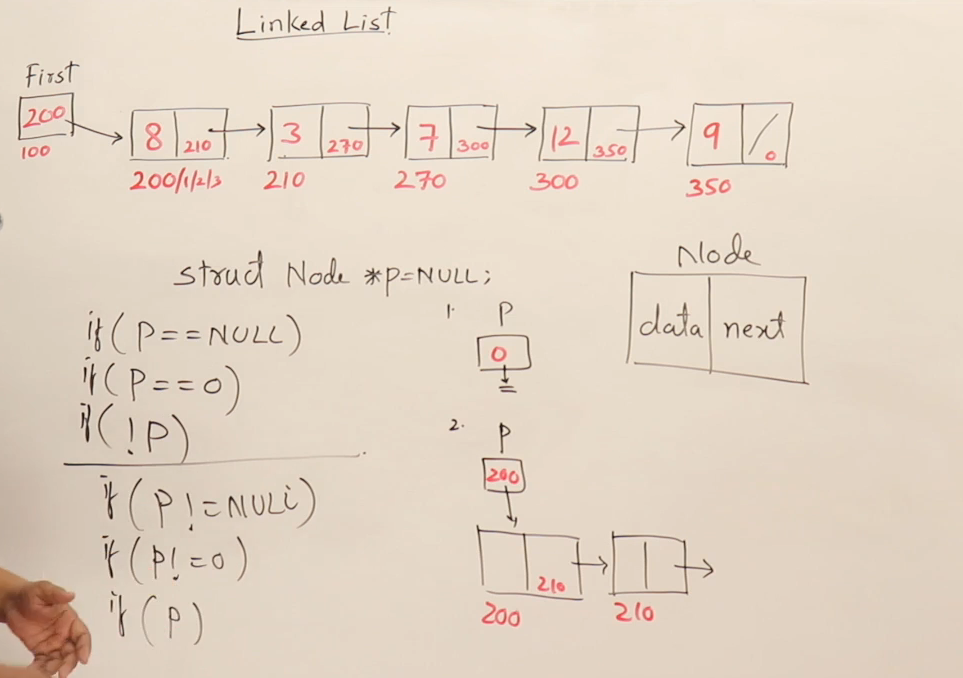 Linked List
First
200
100
8 210
3 270
7 300
12 350
9 0
200/1/2/3 210 270 300 350
struct Node *p=NULL;
Node
data next
if(P==NULL)
if(P==0)
if(!P)
if(P!=NULL)
if(P!=0)
if(P)
1. P
0
2. P
200
210
200 210